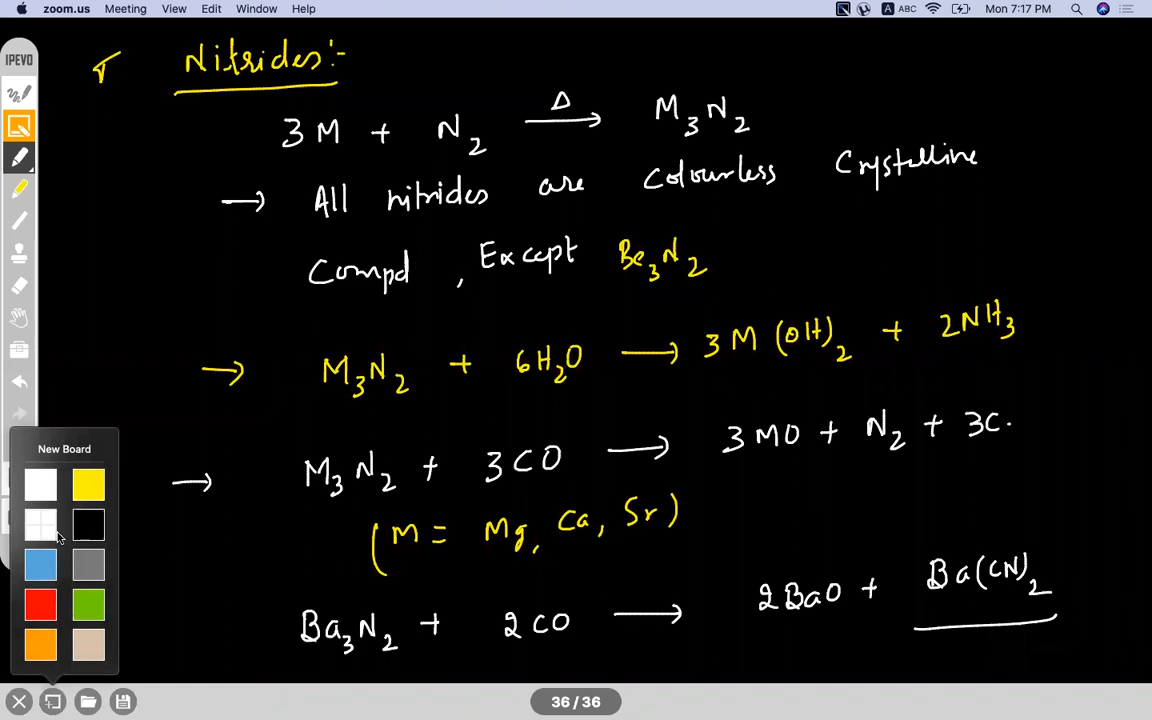 zoom.us Meeting View Edit Window Help ABC Mon 7:17 PM
IPEVO
Nitrides:-
3M + N2 Δ→ M3N2
→ All nitrides are Colourless Crystalline
Compd, Except Be3N2
→ M3N2 + 6H2O → 3M(OH)2 + 2NH3
→ M3N2 + 3CO → 3MO + N2 + 3C.
(M = Mg, Ca, Sr)
Ba3N2 + 2CO → 2BaO + Ba(CN)2
New Board
36 / 36